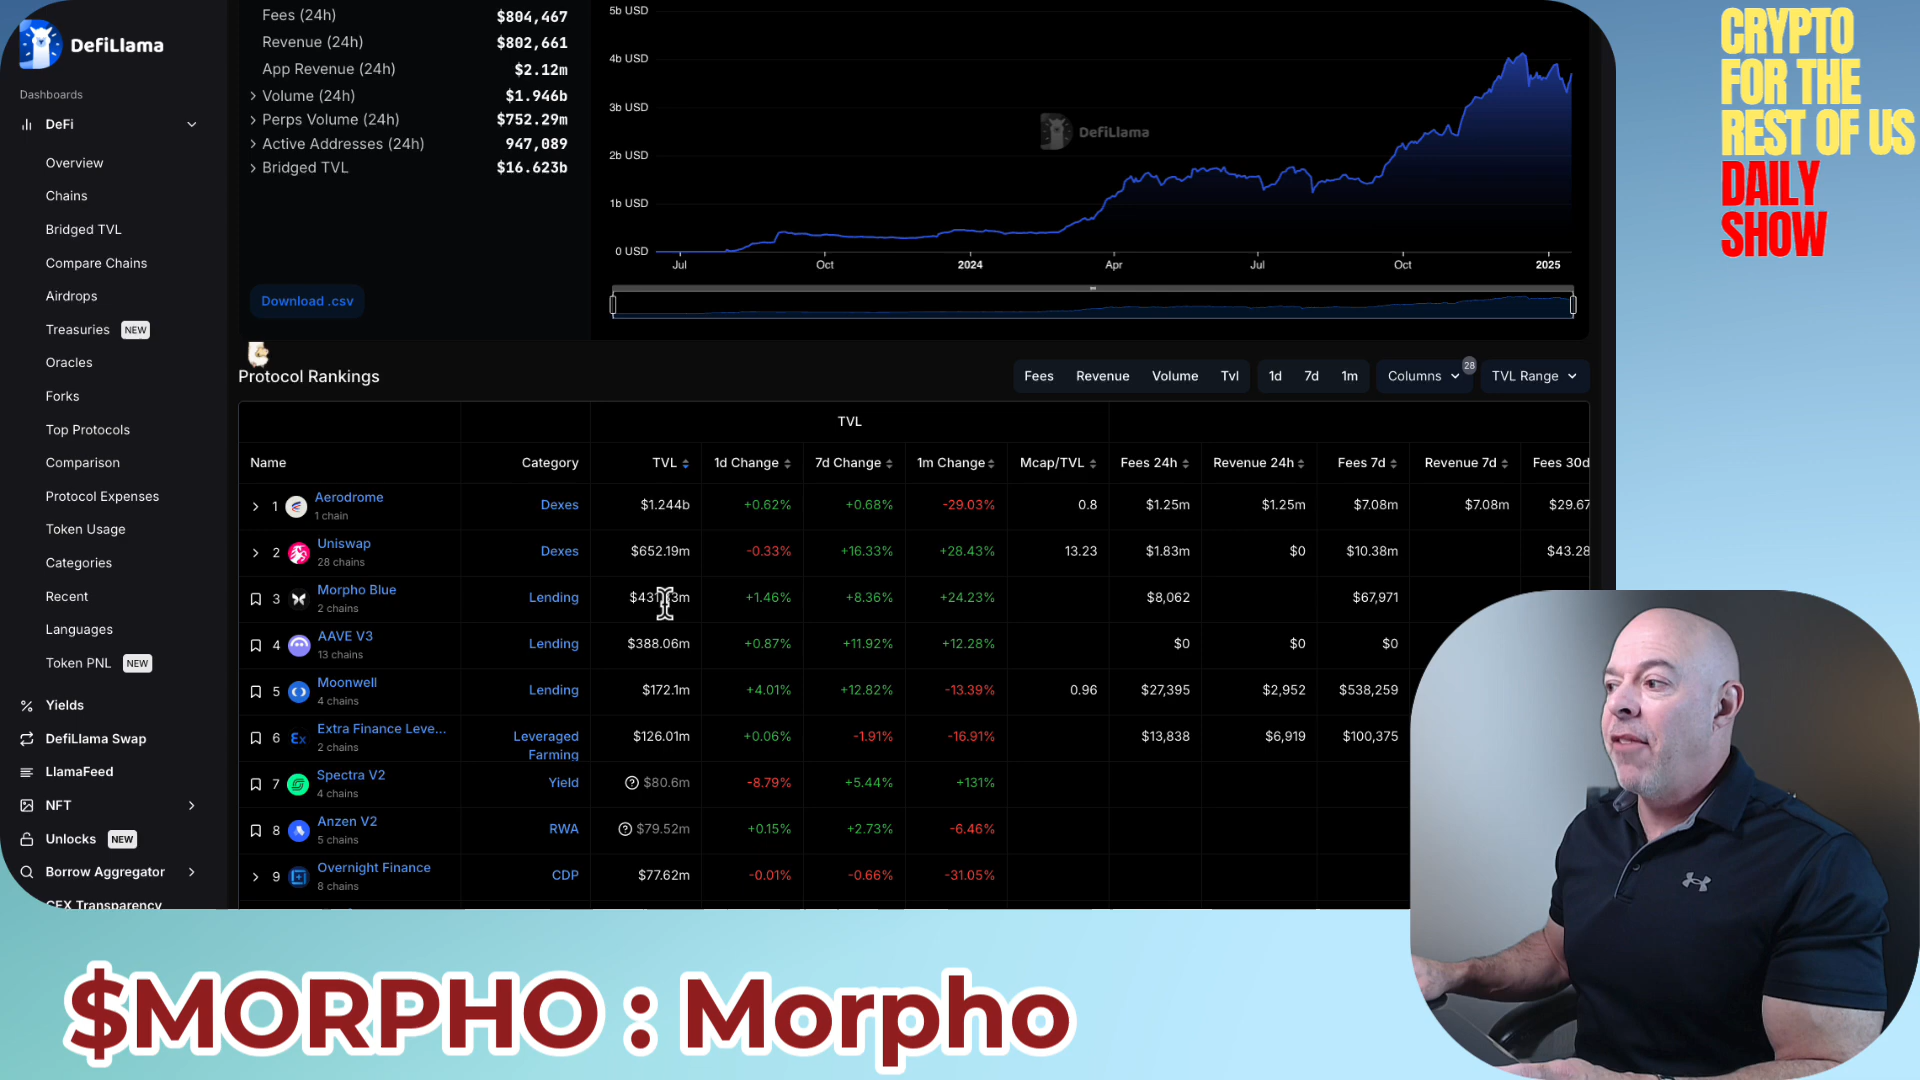 DefiLlama
Dashboards
DeFi
Overview
Chains
Bridged TVL
Compare Chains
Airdrops
Treasuries NEW
Oracles
Forks
Top Protocols
Comparison
Protocol Expenses
Token Usage
Categories
Recent
Languages
Token PNL NEW
Yields
DefiLlama Swap
LlamaFeed
NFT
Unlocks NEW
Borrow Aggregator
CEX Transparency
Fees (24h) $804,467
Revenue (24h) $802,661
App Revenue (24h) $2.12m
Volume (24h) $1.946b
Perps Volume (24h) $752.29m
Active Addresses (24h) 947,089
Bridged TVL $16.623b
Download .csv
5b USD
4b USD
3b USD
2b USD
1b USD
0 USD
DefiLlama
Jul Oct 2024 Apr Jul Oct 2025
Protocol Rankings
Fees Revenue Volume Tvl 1d 7d 1m Columns 28 TVL Range
TVL
Name Category TVL 1d Change 7d Change 1m Change Mcap/TVL Fees 24h Revenue 24h Fees 7d Revenue 7d Fees 30d
1 Aerodrome Dexes $1.244b +0.62% +0.68% -29.03% 0.8 $1.25m $1.25m $7.08m $7.08m $29.67
1 chain
2 Uniswap Dexes $652.19m -0.33% +16.33% +28.43% 13.23 $1.83m $0 $10.38m $43.28
28 chains
3 Morpho Blue Lending +1.46% +8.36% +24.23% $8,062 $67,971
2 chains
4 AAVE V3 Lending $388.06m +0.87% +11.92% +12.28% $0 $0 $0
13 chains
5 Moonwell Lending $172.1m +4.01% +12.82% -13.39% 0.96 $27,395 $2,952 $538,259
4 chains
6 Ex Extra Finance Leve... Leveraged Farming $126.01m +0.06% -1.91% -16.91% $13,838 $6,919 $100,375
2 chains
7 Spectra V2 Yield $80.6m -8.79% +5.44% +131%
4 chains
8 Anzen V2 RWA $79.52m +0.15% +2.73% -6.46%
5 chains
9 Overnight Finance CDP $77.62m -0.01% -0.66% -31.05%
8 chains
CRYPTO
FOR THE
REST OF US
DAILY
SHOW
$MORPHO : Morpho